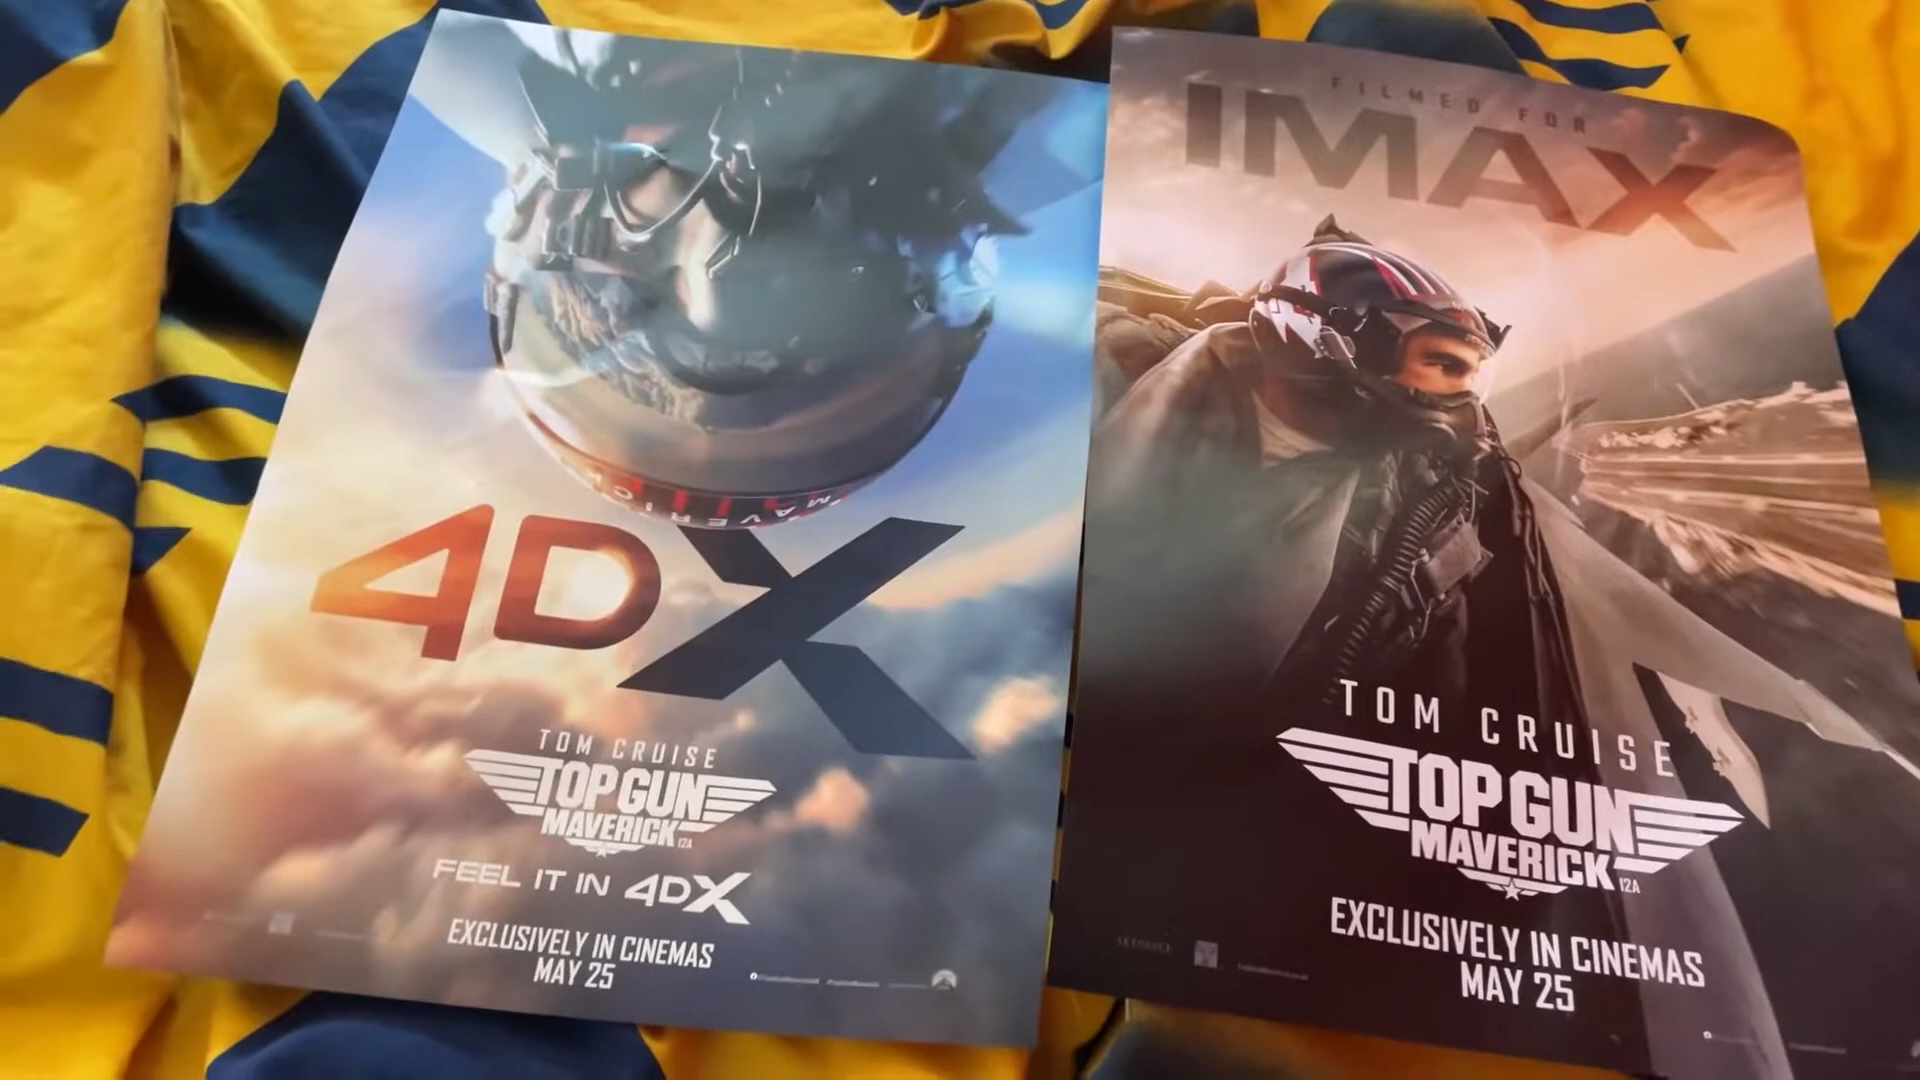 MAVERICK
4DX
TOM CRUISE
TOP GUN
MAVERICK 12A
FEEL IT IN 4DX
EXCLUSIVELY IN CINEMAS
MAY 25
FILMED FOR
IMAX
TOM CRUISE
TOP GUN
MAVERICK 12A
EXCLUSIVELY IN CINEMAS
MAY 25